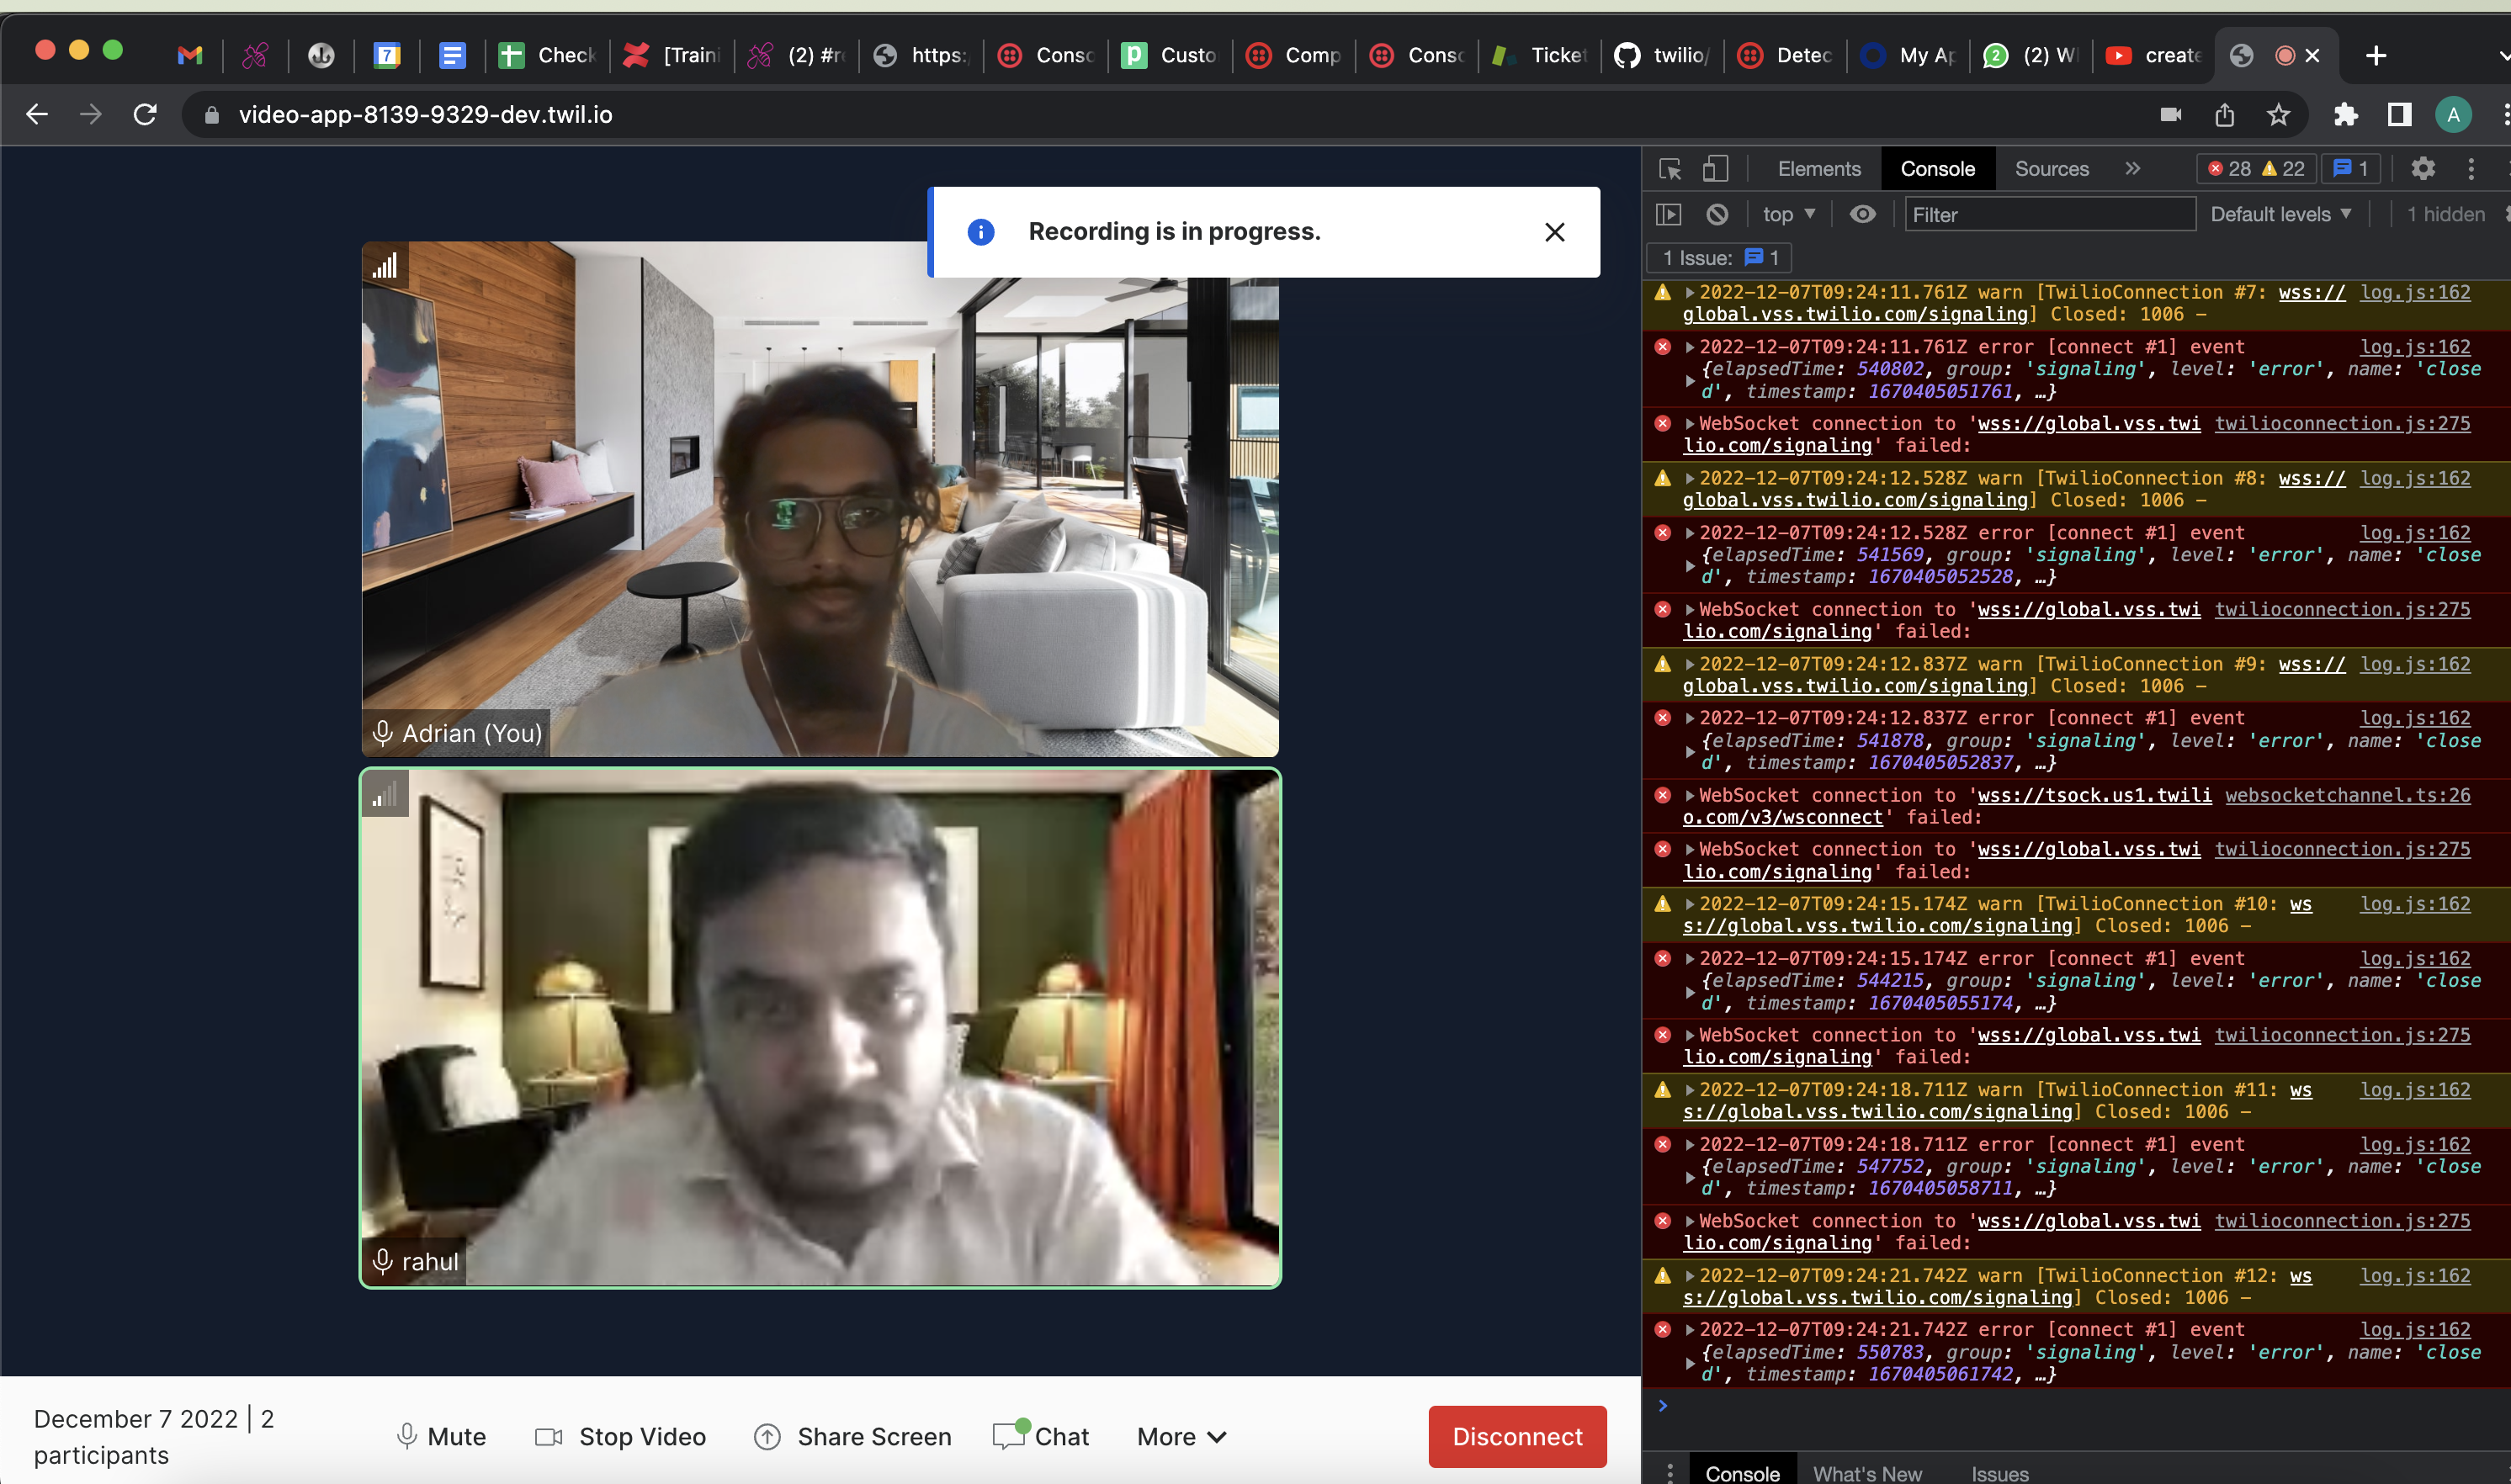 7
Check
[Traini
(2) #re
https:
Conso
p
Custo
Comp
Conso
Ticket
twilio/
Detec
My Ap
2
(2) W
create
video-app-8139-9329-dev.twil.io
A
Recording is in progress.
Adrian (You)
rahul
December 7 2022 | 2
participants
Mute
Stop Video
Share Screen
Chat
More
Disconnect
Elements Console Sources 28 22 1
top Filter Default levels 1 hidden
1 Issue: 1
2022-12-07T09:24:11.761Z warn [TwilioConnection #7: wss:// log.js:162
global.vss.twilio.com/signaling] Closed: 1006 –
2022-12-07T09:24:11.761Z error [connect #1] event log.js:162
{elapsedTime: 540802, group: 'signaling', level: 'error', name: 'close
d', timestamp: 1670405051761, …}
WebSocket connection to 'wss://global.vss.twi twilioconnection.js:275
lio.com/signaling' failed:
2022-12-07T09:24:12.528Z warn [TwilioConnection #8: wss:// log.js:162
global.vss.twilio.com/signaling] Closed: 1006 –
2022-12-07T09:24:12.528Z error [connect #1] event log.js:162
{elapsedTime: 541569, group: 'signaling', level: 'error', name: 'close
d', timestamp: 1670405052528, …}
WebSocket connection to 'wss://global.vss.twi twilioconnection.js:275
lio.com/signaling' failed:
2022-12-07T09:24:12.837Z warn [TwilioConnection #9: wss:// log.js:162
global.vss.twilio.com/signaling] Closed: 1006 –
2022-12-07T09:24:12.837Z error [connect #1] event log.js:162
{elapsedTime: 541878, group: 'signaling', level: 'error', name: 'close
d', timestamp: 1670405052837, …}
WebSocket connection to 'wss://tsock.us1.twili websocketchannel.ts:26
o.com/v3/wsconnect' failed:
WebSocket connection to 'wss://global.vss.twi twilioconnection.js:275
lio.com/signaling' failed:
2022-12-07T09:24:15.174Z warn [TwilioConnection #10: ws log.js:162
s://global.vss.twilio.com/signaling] Closed: 1006 –
2022-12-07T09:24:15.174Z error [connect #1] event log.js:162
{elapsedTime: 544215, group: 'signaling', level: 'error', name: 'close
d', timestamp: 1670405055174, …}
WebSocket connection to 'wss://global.vss.twi twilioconnection.js:275
lio.com/signaling' failed:
2022-12-07T09:24:18.711Z warn [TwilioConnection #11: ws log.js:162
s://global.vss.twilio.com/signaling] Closed: 1006 –
2022-12-07T09:24:18.711Z error [connect #1] event log.js:162
{elapsedTime: 547752, group: 'signaling', level: 'error', name: 'close
d', timestamp: 1670405058711, …}
WebSocket connection to 'wss://global.vss.twi twilioconnection.js:275
lio.com/signaling' failed:
2022-12-07T09:24:21.742Z warn [TwilioConnection #12: ws log.js:162
s://global.vss.twilio.com/signaling] Closed: 1006 –
2022-12-07T09:24:21.742Z error [connect #1] event log.js:162
{elapsedTime: 550783, group: 'signaling', level: 'error', name: 'close
d', timestamp: 1670405061742, …}
Console What's New Issues